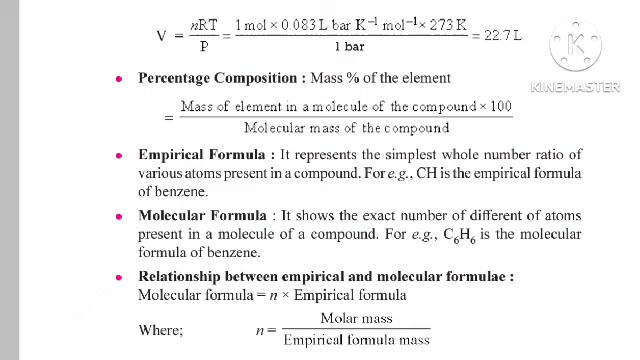 V = nRT/P = 1 mol × 0.083 L bar K⁻¹ mol⁻¹ × 273 K / 1 bar = 22.7 L
KINEMASTER
• Percentage Composition : Mass % of the element
= Mass of element in a molecule of the compound × 100 / Molecular mass of the compound
• Empirical Formula : It represents the simplest whole number ratio of
various atoms present in a compound. For e.g., CH is the empirical formula
of benzene.
• Molecular Formula : It shows the exact number of different of atoms
present in a molecule of a compound. For e.g., C₆H₆ is the molecular
formula of benzene.
• Relationship between empirical and molecular formulae :
Molecular formula = n × Empirical formula
Where; n = Molar mass / Empirical formula mass